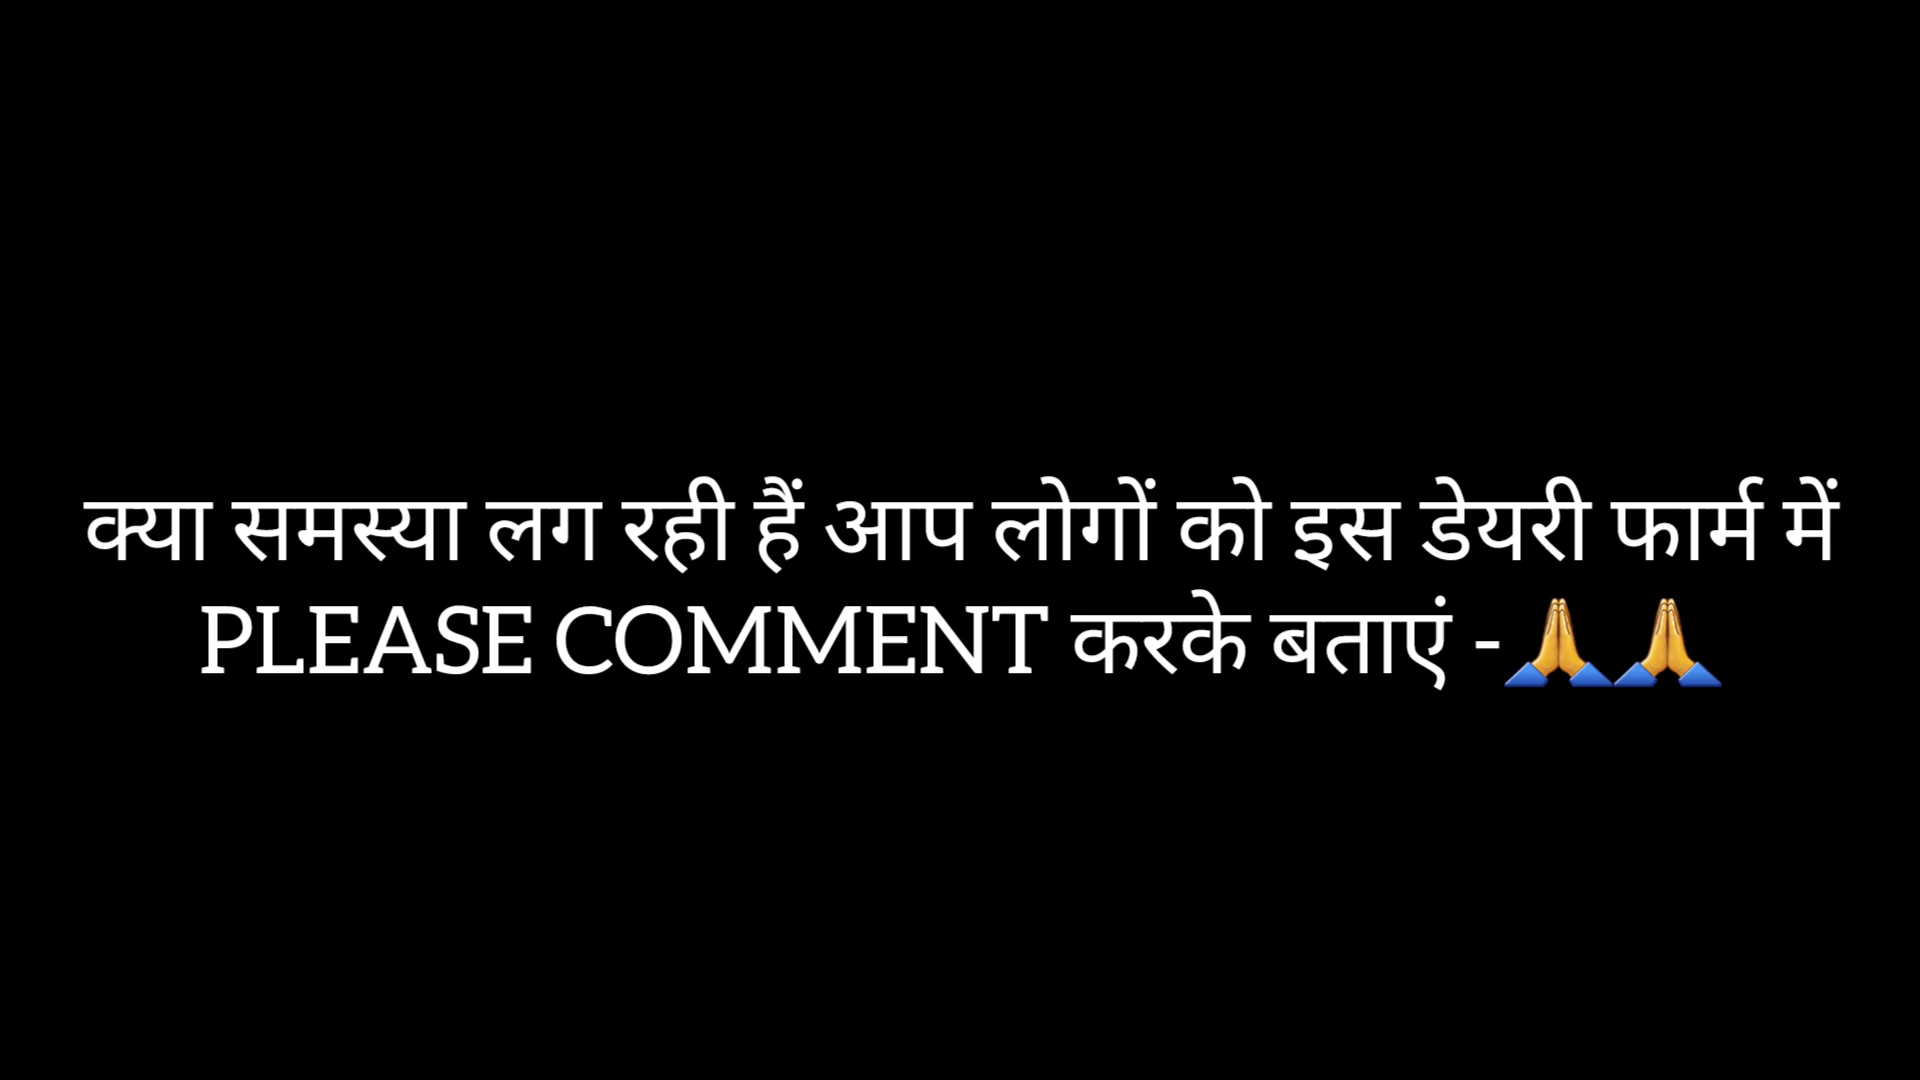 क्या समस्या लग रही हैं आप लोगों को इस डेयरी फार्म में
PLEASE COMMENT करके बताएं -🙏🙏